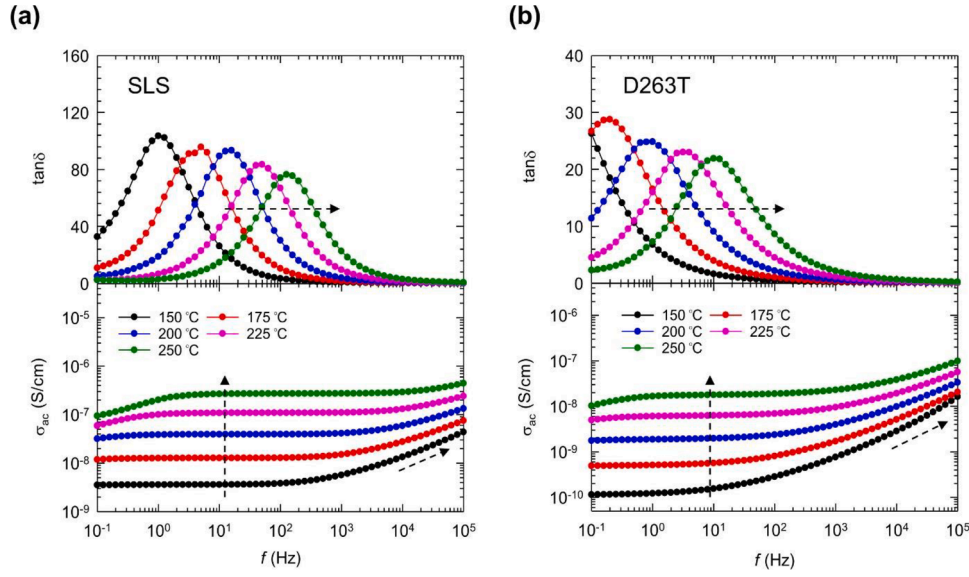 (a)
SLS
160
120
80
40
0
tanδ
150 °C 175 °C
200 °C 225 °C
250 °C
10⁻⁵
10⁻⁶
10⁻⁷
10⁻⁸
10⁻⁹
σac (S/cm)
10⁻¹ 10⁰ 10¹ 10² 10³ 10⁴ 10⁵
f (Hz)
(b)
D263T
40
30
20
10
0
tanδ
150 °C 175 °C
200 °C 225 °C
250 °C
10⁻⁶
10⁻⁷
10⁻⁸
10⁻⁹
10⁻¹⁰
σac (S/cm)
10⁻¹ 10⁰ 10¹ 10² 10³ 10⁴ 10⁵
f (Hz)